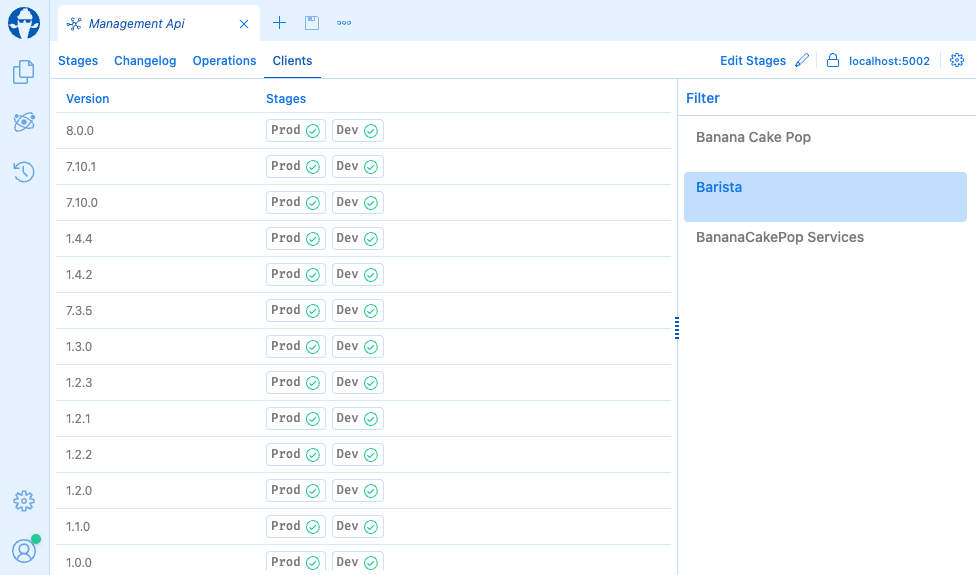 Management Api
Stages Changelog Operations Clients Edit Stages localhost:5002
Version Stages Filter
8.0.0 Prod Dev
7.10.1 Prod Dev
7.10.0 Prod Dev
1.4.4 Prod Dev
1.4.2 Prod Dev
7.3.5 Prod Dev
1.3.0 Prod Dev
1.2.3 Prod Dev
1.2.1 Prod Dev
1.2.2 Prod Dev
1.2.0 Prod Dev
1.1.0 Prod Dev
1.0.0 Prod Dev
Banana Cake Pop
Barista
BananaCakePop Services